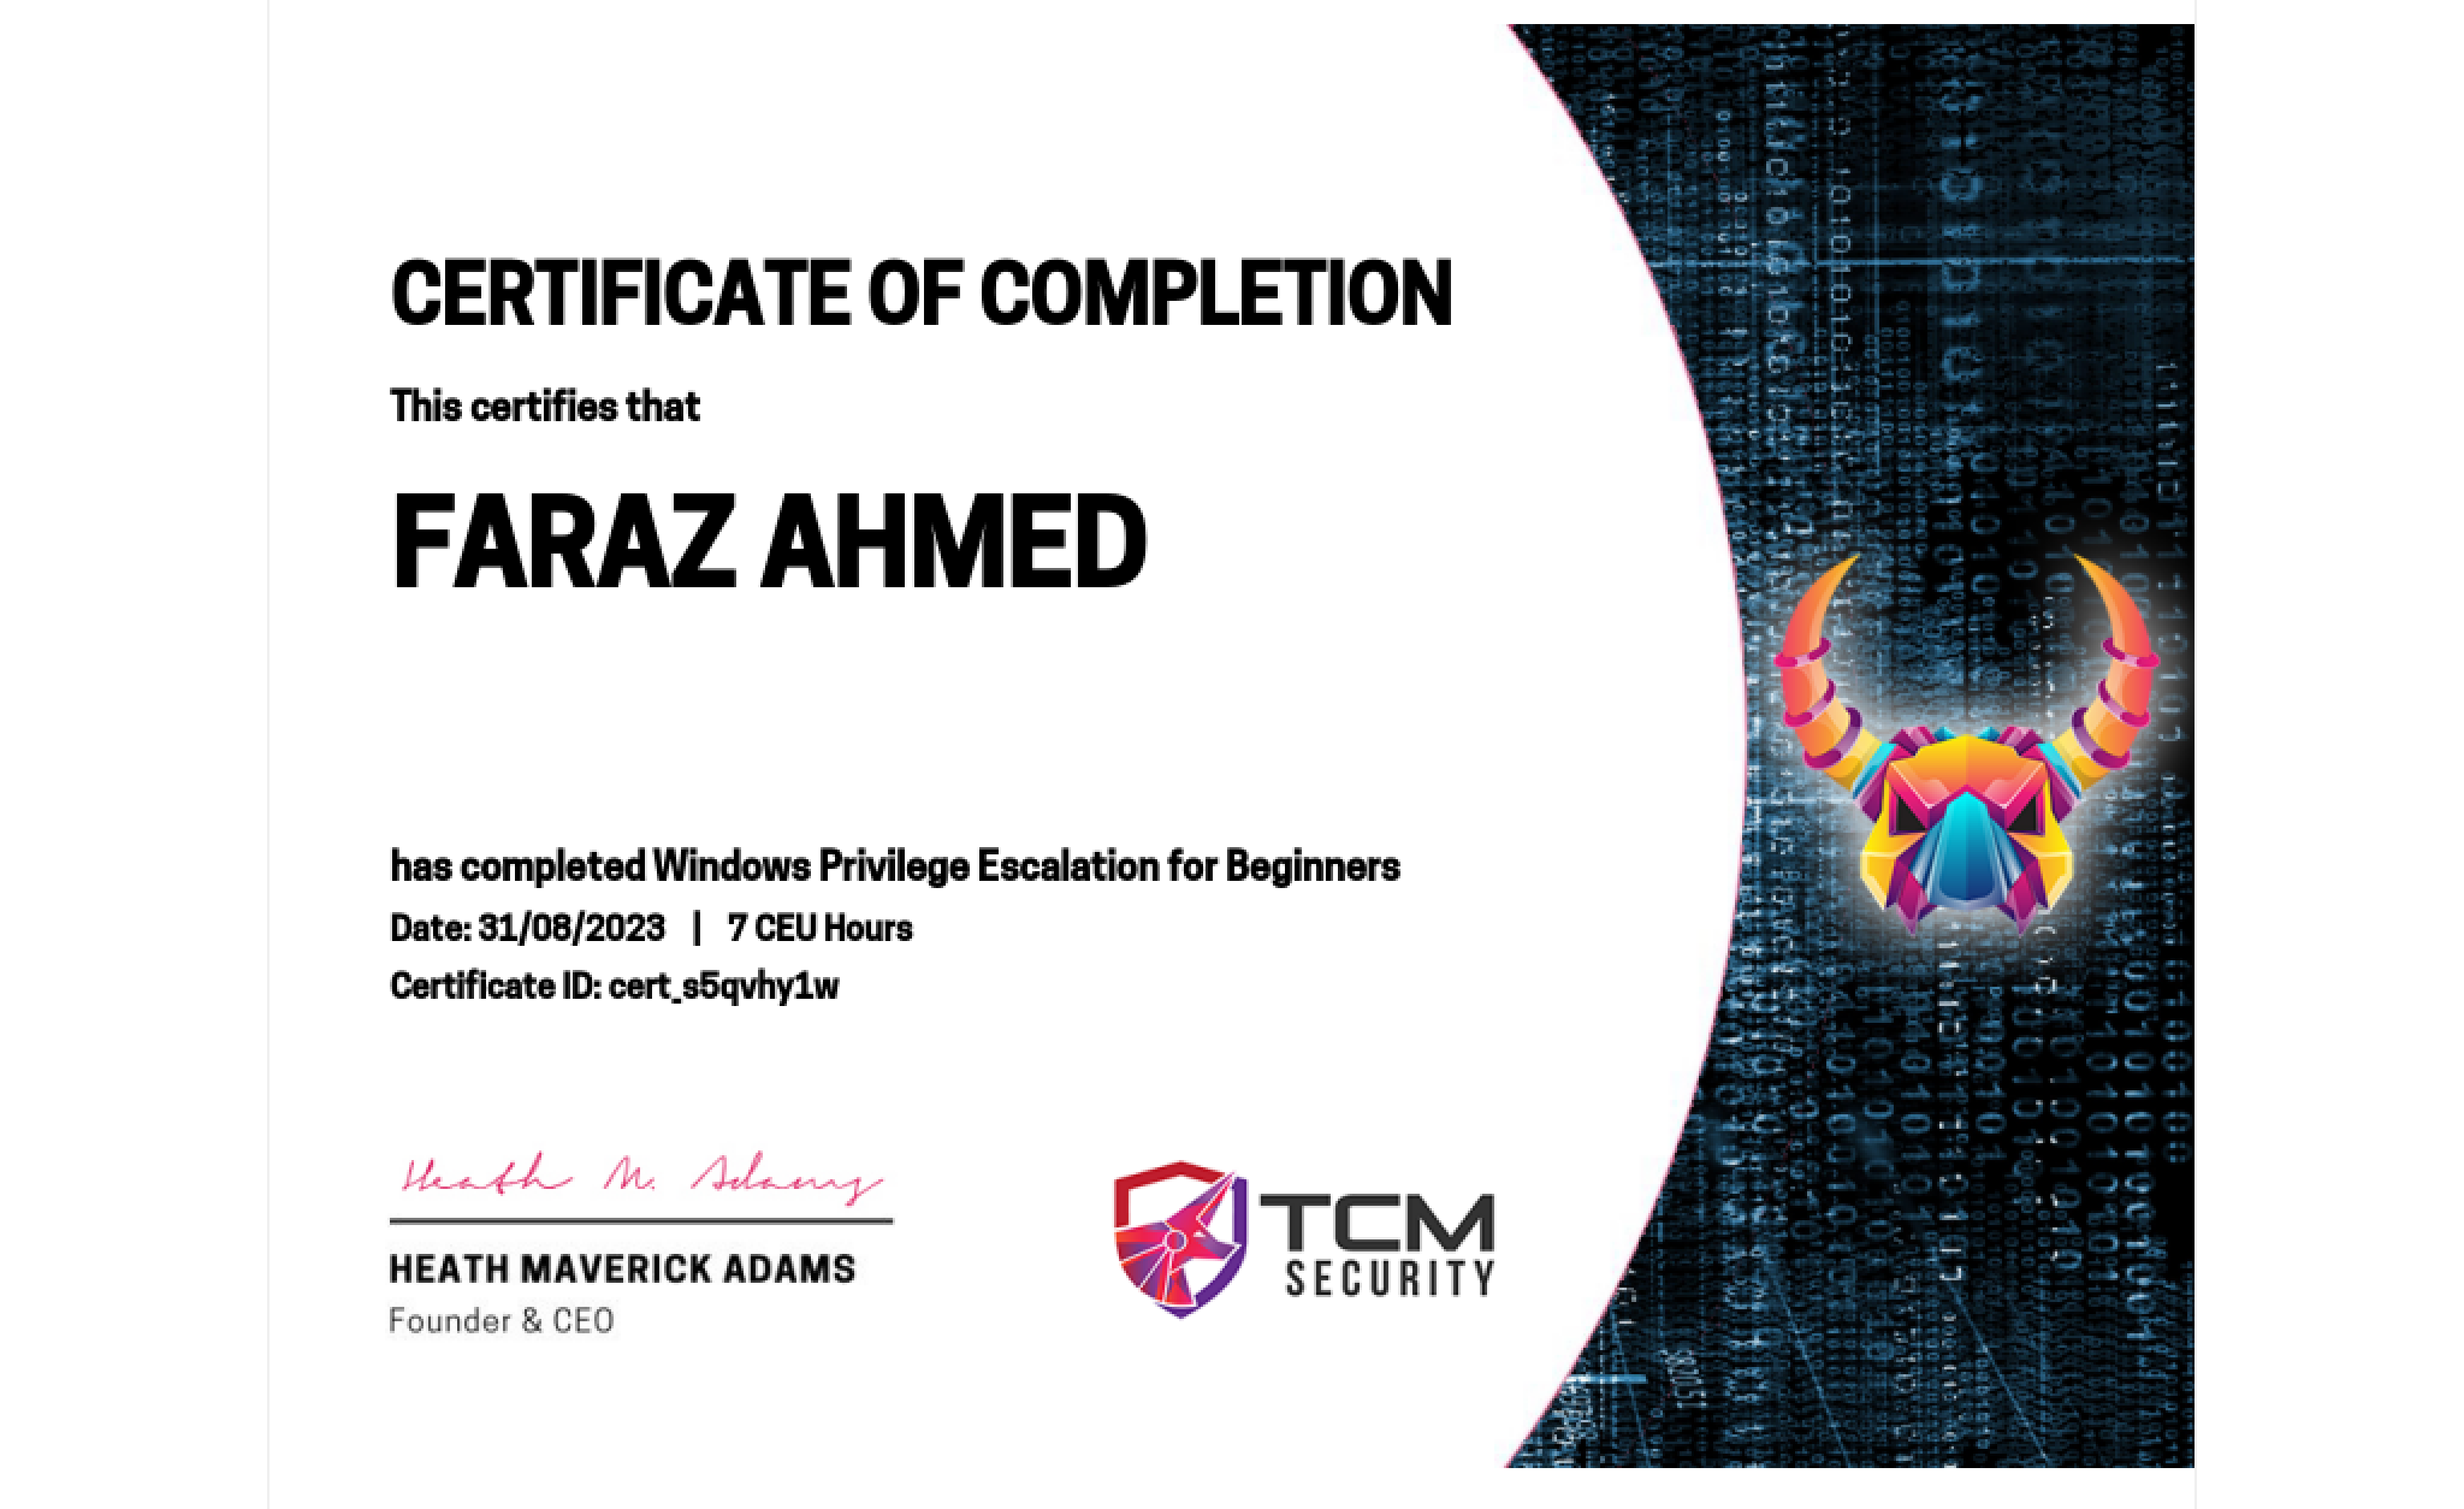 CERTIFICATE OF COMPLETION
This certifies that
FARAZ AHMED
has completed Windows Privilege Escalation for Beginners
Date: 31/08/2023 | 7 CEU Hours
Certificate ID: cert_s5qvhy1w
Heath M. Adams
HEATH MAVERICK ADAMS
Founder & CEO
TCM
SECURITY